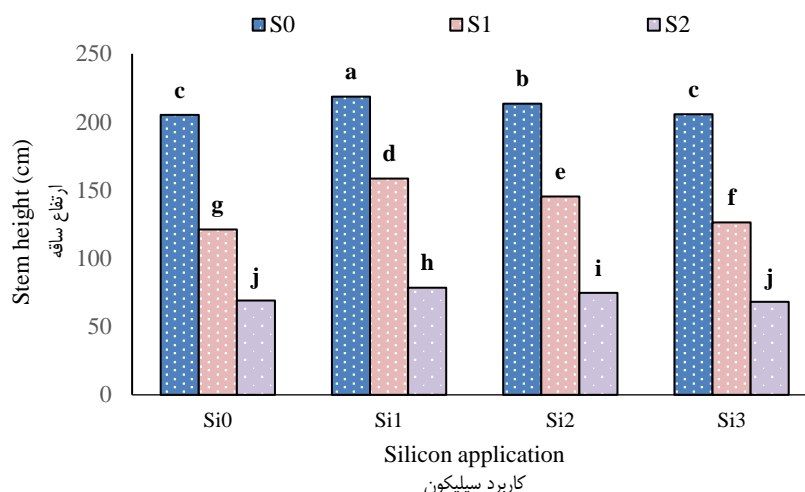 S0 S1 S2
250
200
150
100
50
0
Stem height (cm)
ارتفاع ساقه
c
g
j
a
d
h
b
e
i
c
f
j
Si0 Si1 Si2 Si3
Silicon application
کاربرد سیلیکون